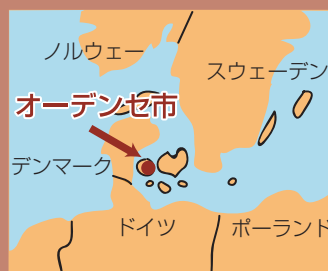 ノルウェー
スウェーデン
オーデンセ市
デンマーク
ドイツ
ポーランド